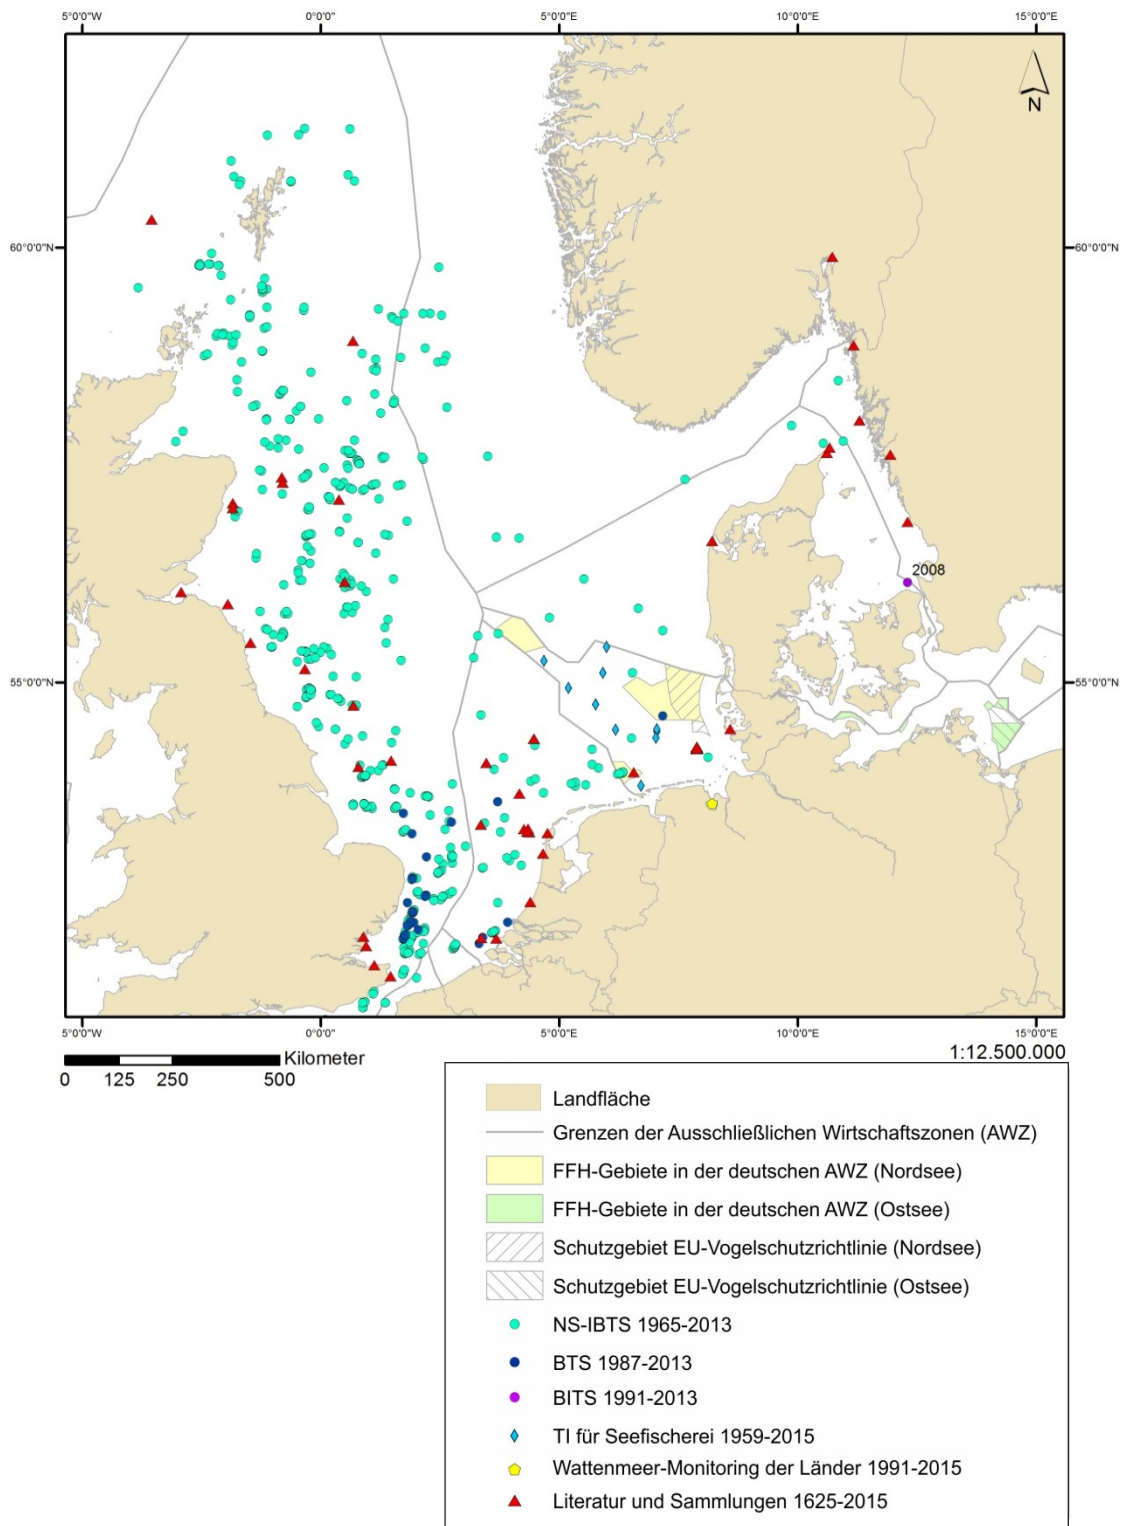 5°0'0"W 0°0'0" 5°0'0"E 10°0'0"E 15°0'0"E
N
60°0'0"N 60°0'0"N
2008
55°0'0"N 55°0'0"N
5°0'0"W 0°0'0" 5°0'0"E 10°0'0"E 15°0'0"E
1:12.500.000
Kilometer
0 125 250 500
Landfläche
Grenzen der Ausschließlichen Wirtschaftszonen (AWZ)
FFH-Gebiete in der deutschen AWZ (Nordsee)
FFH-Gebiete in der deutschen AWZ (Ostsee)
Schutzgebiet EU-Vogelschutzrichtlinie (Nordsee)
Schutzgebiet EU-Vogelschutzrichtlinie (Ostsee)
NS-IBTS 1965-2013
BTS 1987-2013
BITS 1991-2013
TI für Seefischerei 1959-2015
Wattenmeer-Monitoring der Länder 1991-2015
Literatur und Sammlungen 1625-2015